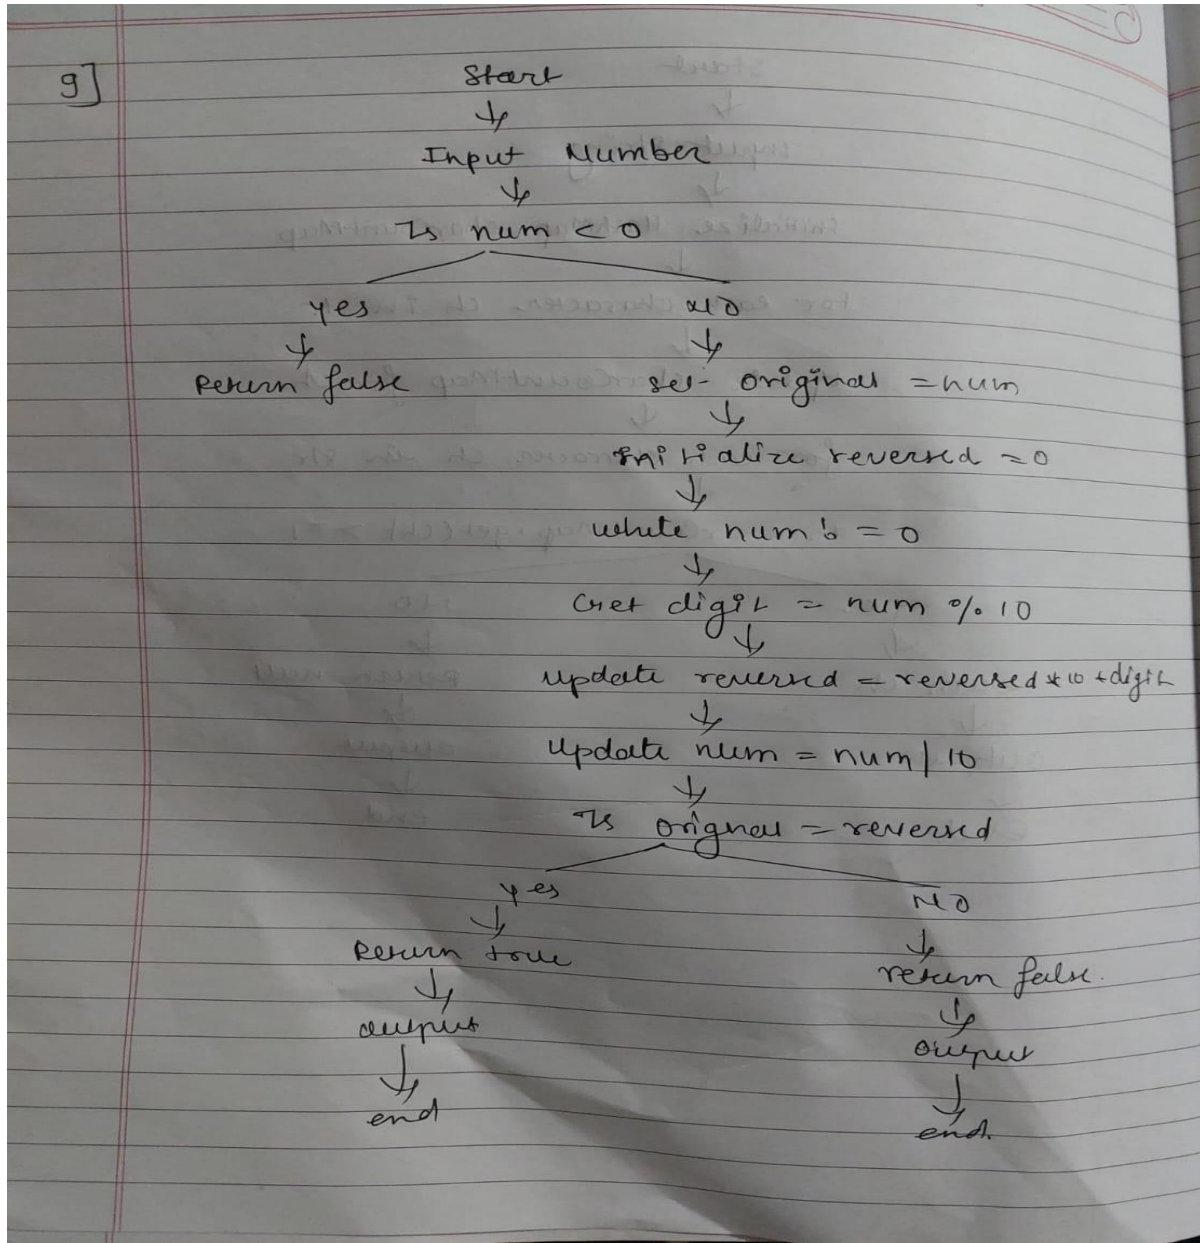 9]
Start
Input Number
Is num < 0
yes NO
Return false set original = num
Initialize reversed = 0
while num != 0
Get digit = num % 10
update reversed = reversed * 10 + digit
update num = num / 10
Is orignal = reversed
yes NO
Return true return false.
output output
end end.